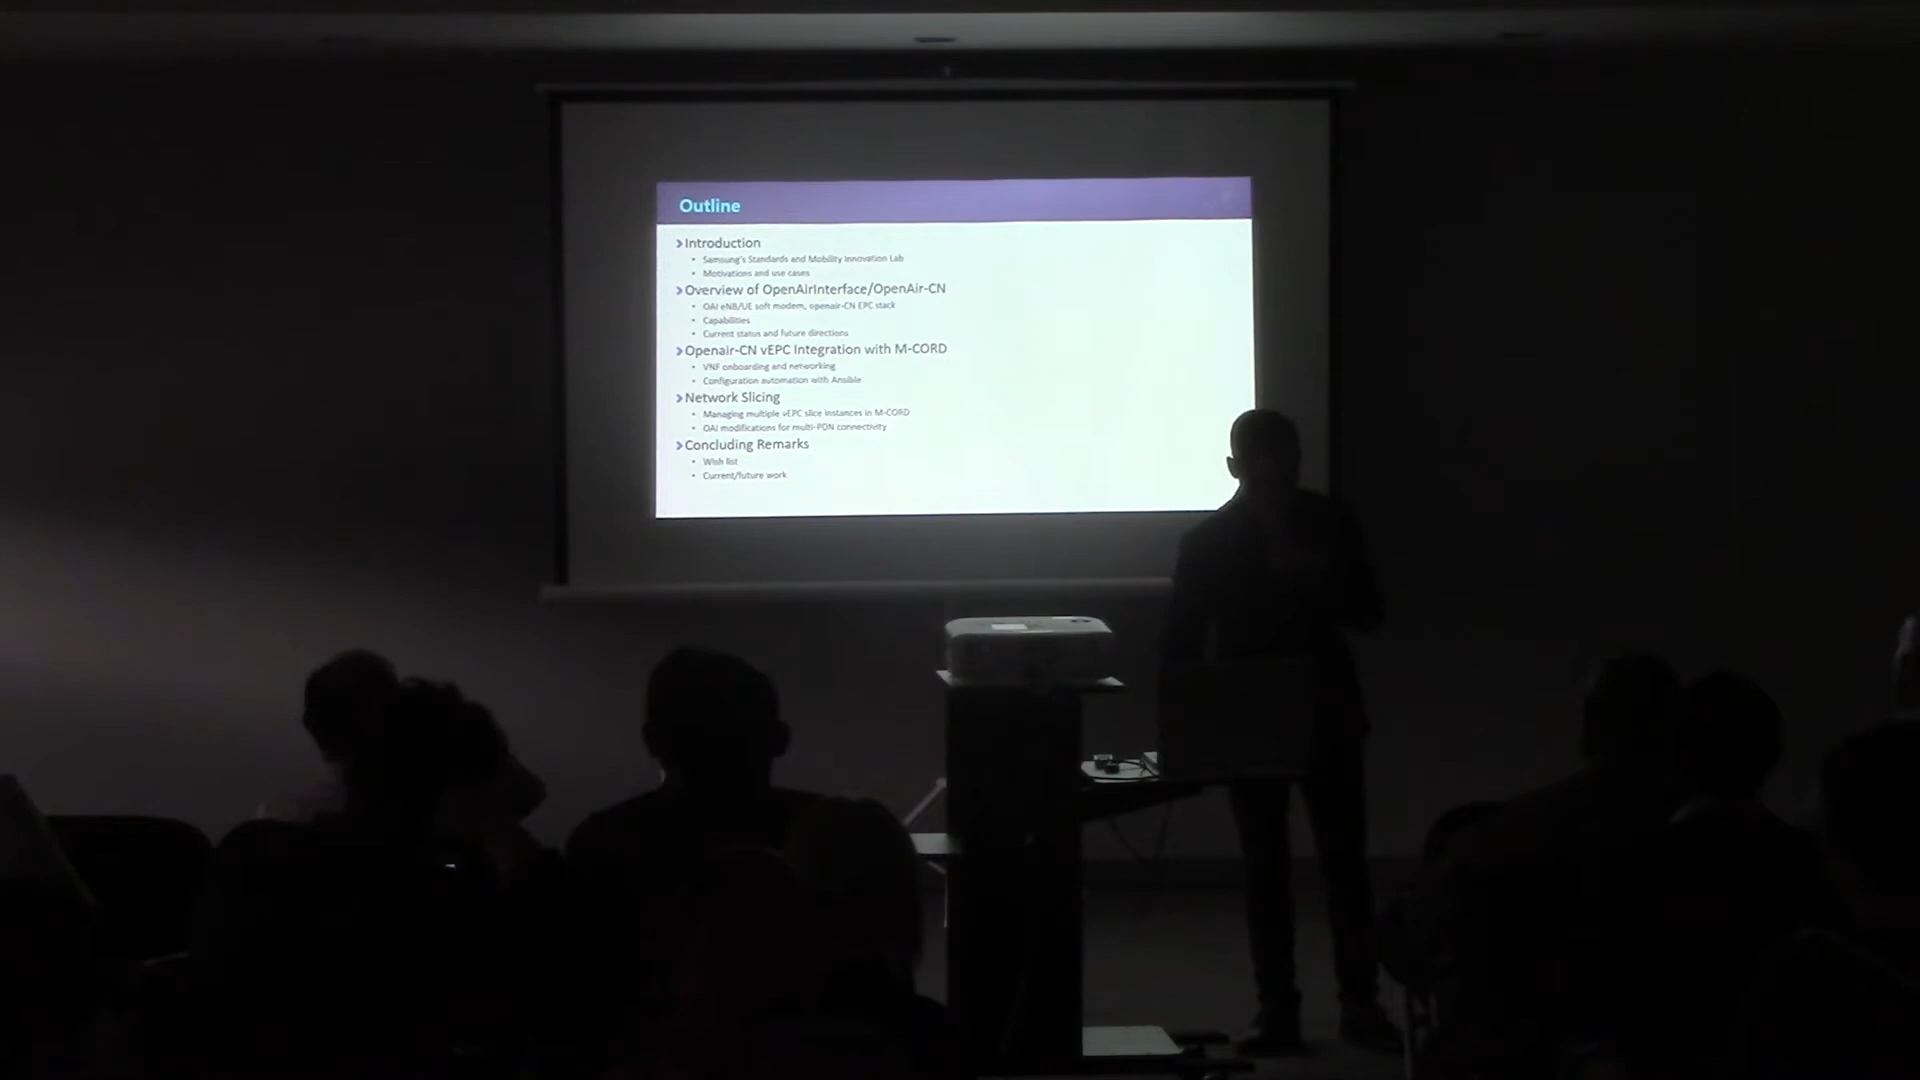 Outline
Introduction
Samsung's Standards and Mobility Innovation Lab
Motivations and use cases
Overview of OpenAirInterface/OpenAir-CN
OAI eNB/UE soft modem, openair-CN EPC stack
Capabilities
Current status and future directions
Openair-CN vEPC Integration with M-CORD
VNF onboarding and networking
Configuration automation with Ansible
Network Slicing
Managing multiple vEPC slice instances in M-CORD
OAI modifications for multi-PDN connectivity
Concluding Remarks
Wish list
Current/future work